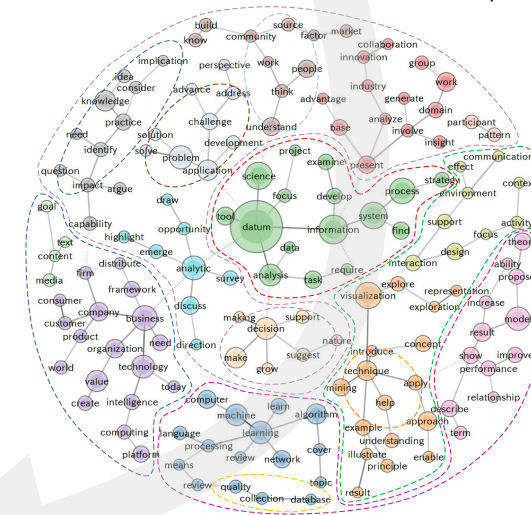 build
source
know
community
factor
market
collaboration
implication
perspective
work
people
innovation
group
idea
consider
knowledge
advance
address
think
industry
work
advantage
generate
domain
practice
challenge
understand
base
analyze
involve
participant
need
solution
development
insight
pattern
identify
solve
problem
project
examine
present
communication
question
application
science
effect
strategy
impact
argue
focus
develop
process
environment
contex
goal
draw
tool
system
support
activity
capability
opportunity
datum
information
find
focus
text
highlight
data
design
theor
content
emerge
analytic
require
interaction
ability
firm
distribute
survey
analysis
task
propose
media
framework
visualization
explore
representation
consumer
discuss
exploration
increase
company
business
making
support
customer
decision
model
product
need
direction
nature
result
organization
introduce
concept
make
suggest
show
improve
world
technology
grow
technique
performance
value
today
mining
apply
create
intelligence
computer
learn
help
relationship
machine
algorithm
describe
computing
language
learning
example
approach
term
processing
cover
understanding
platform
means
review
network
illustrate
enable
principle
review
quality
topic
collection
database
result